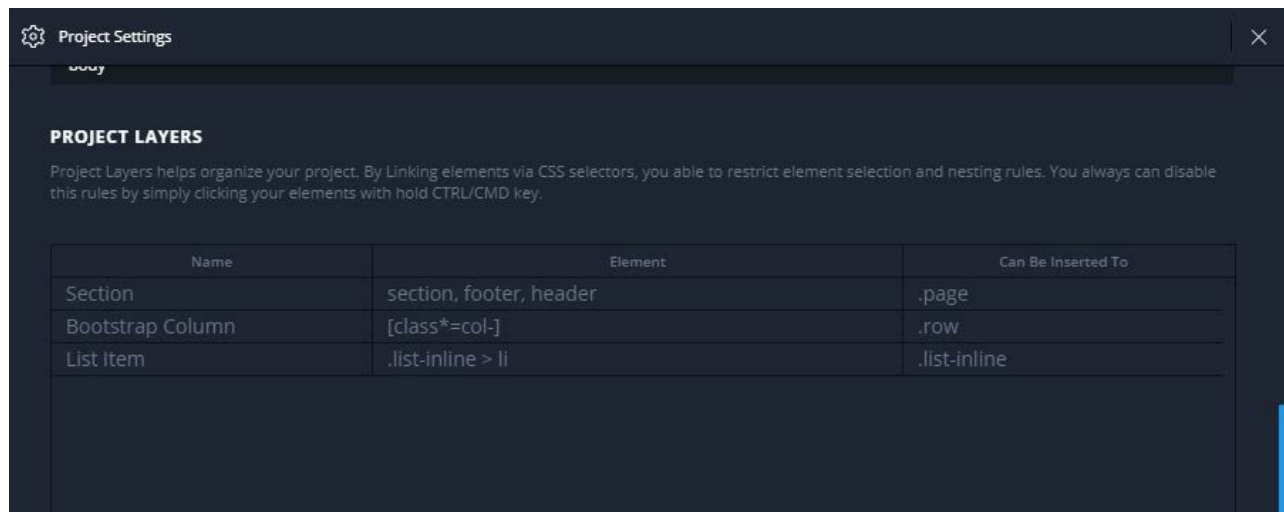 Project Settings
Body
PROJECT LAYERS
Project Layers helps organize your project. By Linking elements via CSS selectors, you able to restrict element selection and nesting rules. You always can disable
this rules by simply clicking your elements with hold CTRL/CMD key.
Name Element Can Be Inserted To
Section section, footer, header .page
Bootstrap Column [class*=col-] .row
List Item .list-inline > li .list-inline